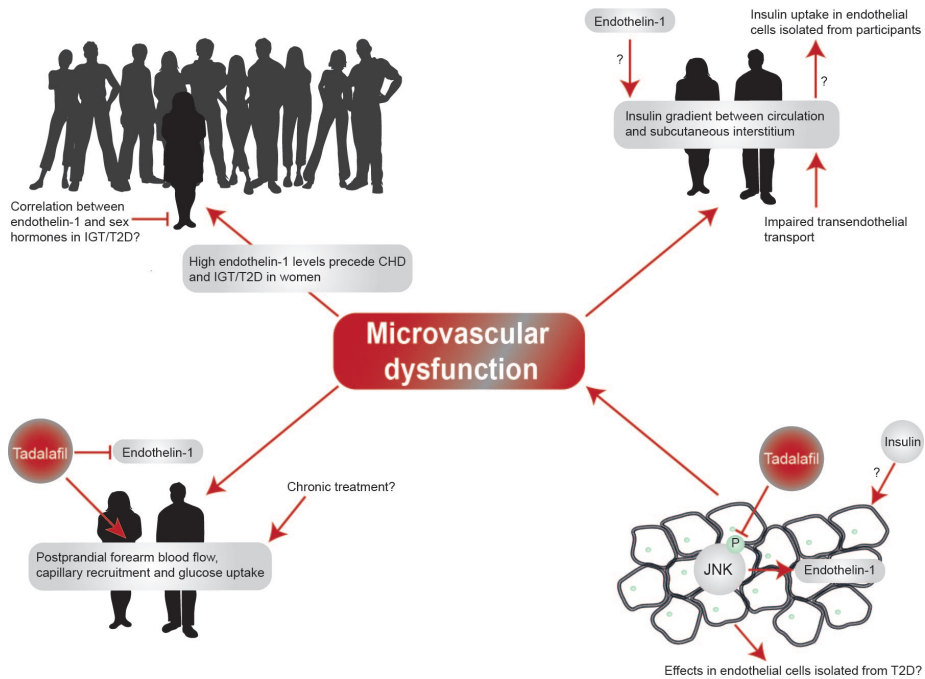 Endothelin-1
?
Insulin uptake in endothelial
cells isolated from participants
?
Insulin gradient between circulation
and subcutaneous interstitium
Impaired transendothelial
transport
Correlation between
endothelin-1 and sex
hormones in IGT/T2D?
High endothelin-1 levels precede CHD
and IGT/T2D in women
Microvascular
dysfunction
Tadalafil
Endothelin-1
Chronic treatment?
Postprandial forearm blood flow,
capillary recruitment and glucose uptake
Tadalafil
Insulin
?
P
JNK
Endothelin-1
Effects in endothelial cells isolated from T2D?